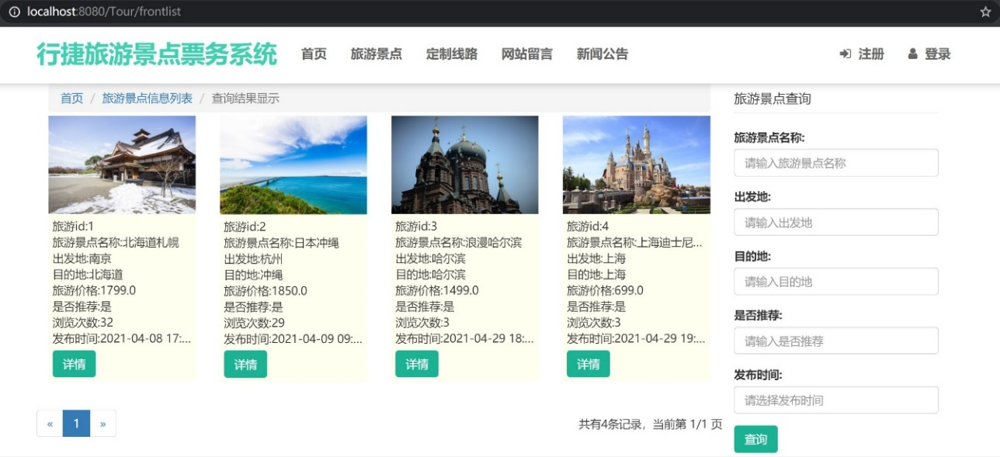 localhost:8080/Tour/frontlist
行捷旅游景点票务系统 首页 旅游景点 定制线路 网站留言 新闻公告 注册 登录
首页 / 旅游景点信息列表 / 查询结果显示
旅游id:1
旅游景点名称:北海道札幌
出发地:南京
目的地:北海道
旅游价格:1799.0
是否推荐:是
浏览次数:32
发布时间:2021-04-08 17:...
详情
旅游id:2
旅游景点名称:日本冲绳
出发地:杭州
目的地:冲绳
旅游价格:1850.0
是否推荐:是
浏览次数:29
发布时间:2021-04-09 09:...
详情
旅游id:3
旅游景点名称:浪漫哈尔滨
出发地:哈尔滨
目的地:哈尔滨
旅游价格:1499.0
是否推荐:是
浏览次数:3
发布时间:2021-04-29 18:...
详情
旅游id:4
旅游景点名称:上海迪士尼...
出发地:上海
目的地:上海
旅游价格:699.0
是否推荐:是
浏览次数:3
发布时间:2021-04-29 19:...
详情
« 1 »
共有4条记录，当前第 1/1 页
旅游景点查询
旅游景点名称:
请输入旅游景点名称
出发地:
请输入出发地
目的地:
请输入目的地
是否推荐:
请输入是否推荐
发布时间:
请选择发布时间
查询